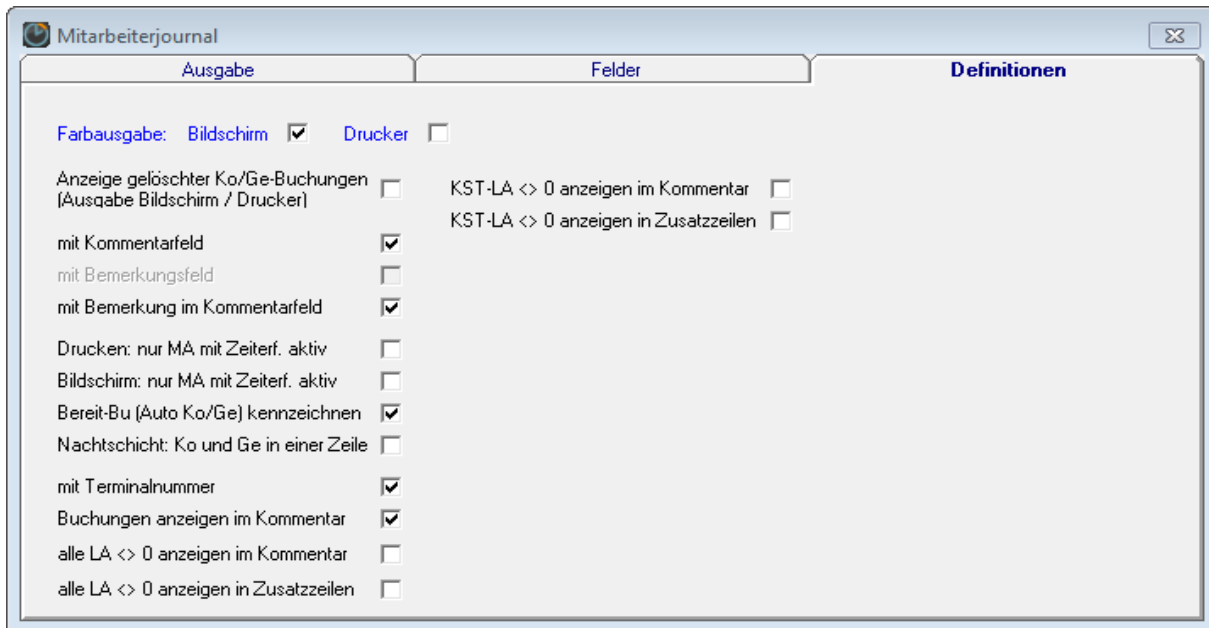 Mitarbeiterjournal
Ausgabe Felder Definitionen
Farbausgabe: Bildschirm Drucker
Anzeige gelöschter Ko/Ge-Buchungen
(Ausgabe Bildschirm / Drucker)
KST-LA <> 0 anzeigen im Kommentar
KST-LA <> 0 anzeigen in Zusatzzeilen
mit Kommentarfeld
mit Bemerkungsfeld
mit Bemerkung im Kommentarfeld
Drucken: nur MA mit Zeiterf. aktiv
Bildschirm: nur MA mit Zeiterf. aktiv
Bereit-Bu (Auto Ko/Ge) kennzeichnen
Nachtschicht: Ko und Ge in einer Zeile
mit Terminalnummer
Buchungen anzeigen im Kommentar
alle LA <> 0 anzeigen im Kommentar
alle LA <> 0 anzeigen in Zusatzzeilen